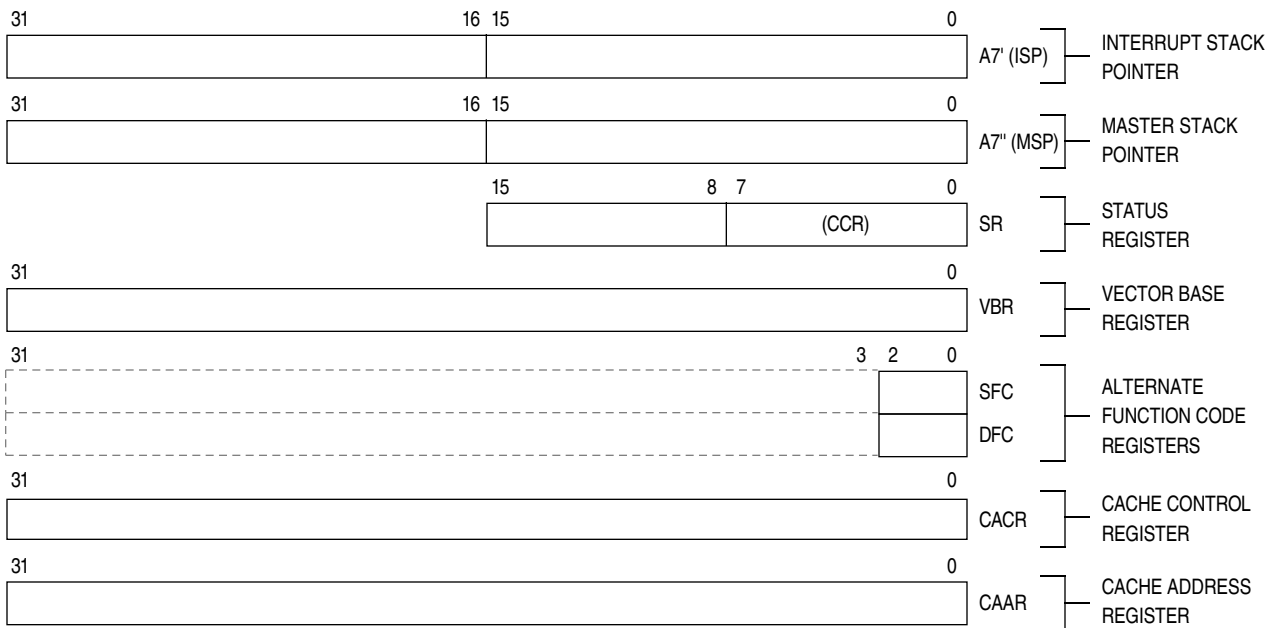 31 16 15 0
A7' (ISP)
INTERRUPT STACK
POINTER
31 16 15 0
A7" (MSP)
MASTER STACK
POINTER
15 8 7 0
(CCR) SR
STATUS
REGISTER
31 0
VBR
VECTOR BASE
REGISTER
31 3 2 0
SFC
DFC
ALTERNATE
FUNCTION CODE
REGISTERS
31 0
CACR
CACHE CONTROL
REGISTER
31 0
CAAR
CACHE ADDRESS
REGISTER